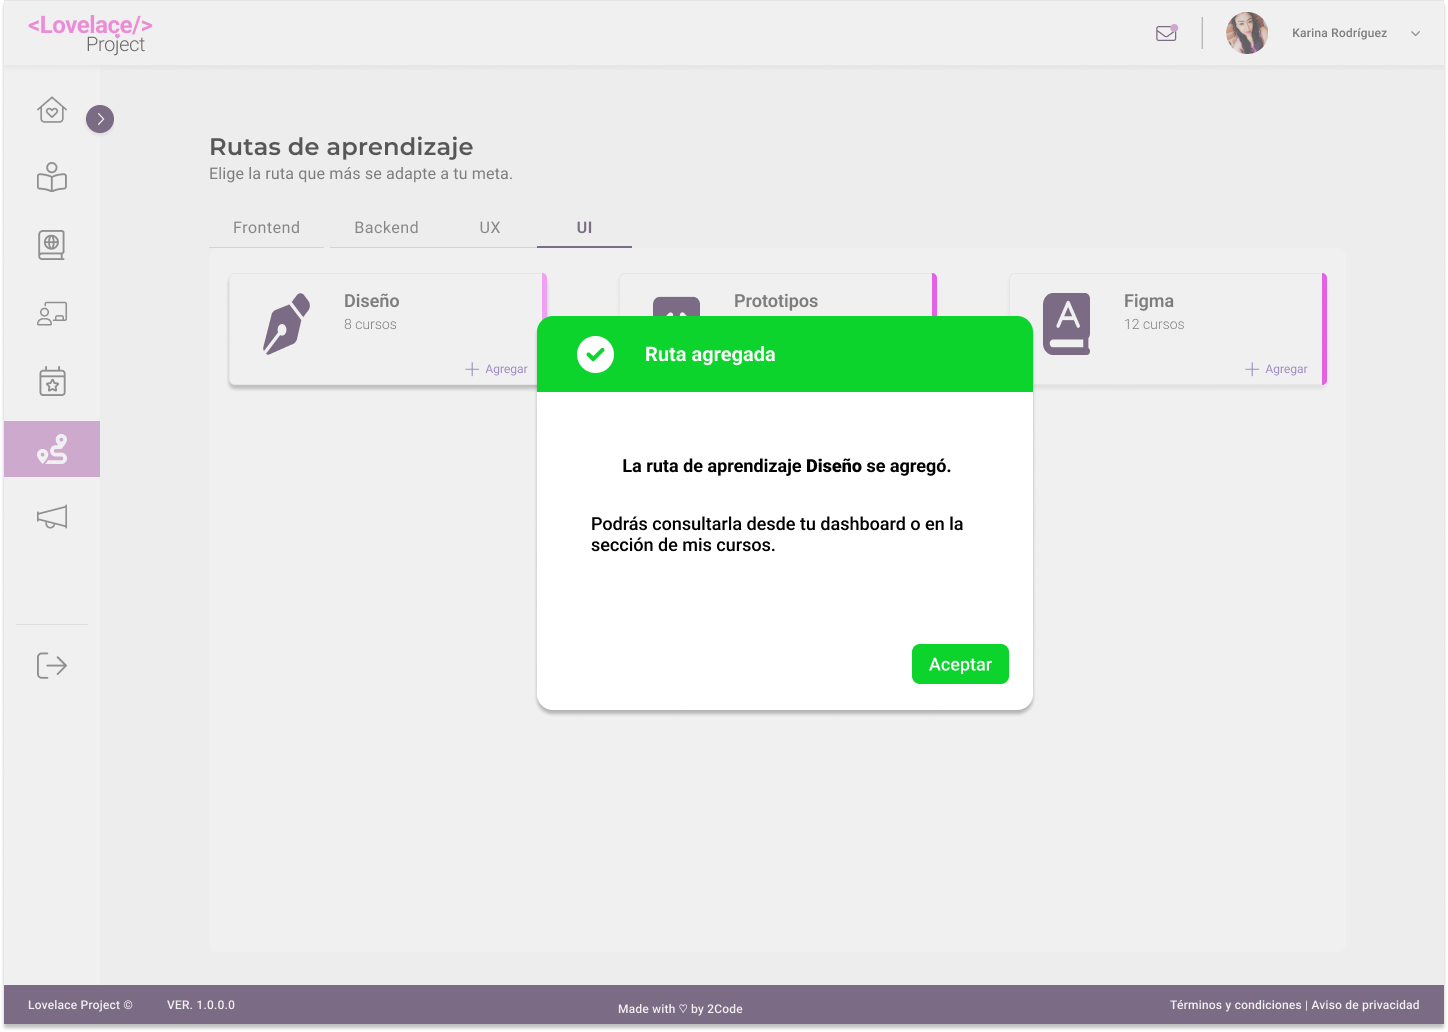 <Lovelace/>
Project
Karina Rodríguez
Rutas de aprendizaje
Elige la ruta que más se adapte a tu meta.
Frontend
Backend
UX
UI
Diseño
8 cursos
Agregar
Prototipos
A
Figma
12 cursos
Agregar
Ruta agregada
La ruta de aprendizaje Diseño se agregó.
Podrás consultarla desde tu dashboard o en la
sección de mis cursos.
Aceptar
Lovelace Project ©
VER. 1.0.0.0
Made with ♡ by 2Code
Términos y condiciones | Aviso de privacidad